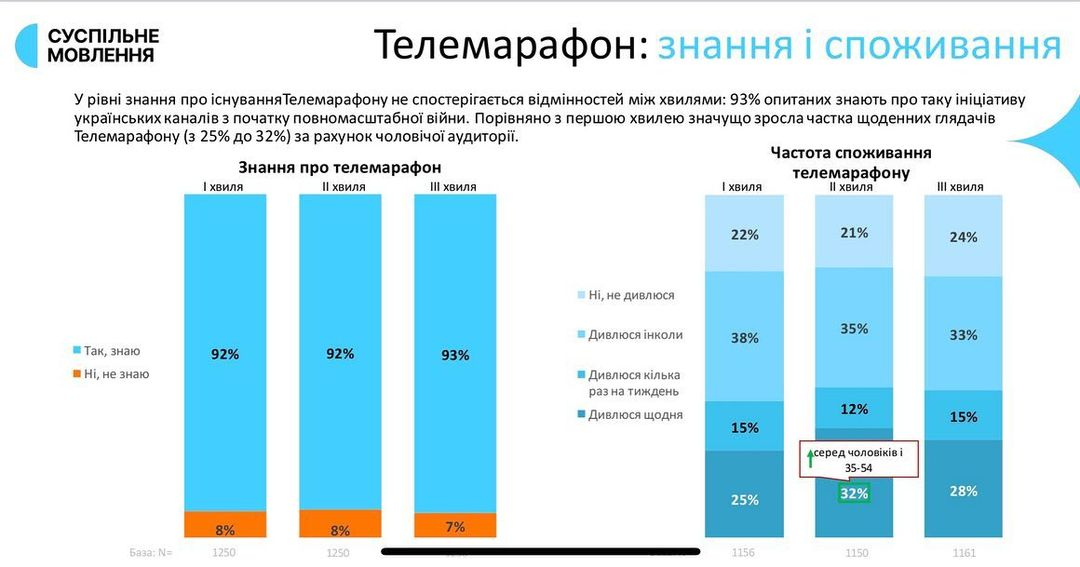 СУСПІЛЬНЕ
МОВЛЕННЯ
Телемарафон: знання і споживання
У рівні знання про існуванняТелемарафону не спостерігається відмінностей між хвилями: 93% опитаних знають про таку ініціативу
українських каналів з початку повномасштабної війни. Порівняно з першою хвилею значущо зросла частка щоденних глядачів
Телемарафону (з 25% до 32%) за рахунок чоловічої аудиторії.
Знання про телемарафон
І хвиля ІІ хвиля ІІІ хвиля
Так, знаю
Ні, не знаю
92% 92% 93%
8% 8% 7%
База: N= 1250 1250
Частота споживання
телемарафону
І хвиля ІІ хвиля ІІІ хвиля
Ні, не дивлюся
Дивлюся інколи
Дивлюся кілька
раз на тиждень
Дивлюся щодня
22% 21% 24%
38% 35% 33%
15% 12% 15%
серед чоловіків і
35-54
25% 32% 28%
1156 1150 1161